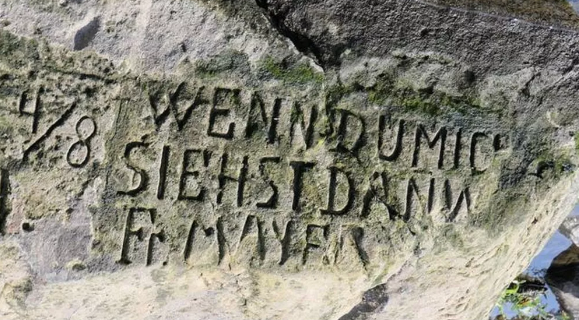 4/8
WENN DU MICH
SIEHST DANN
Fr MAYER